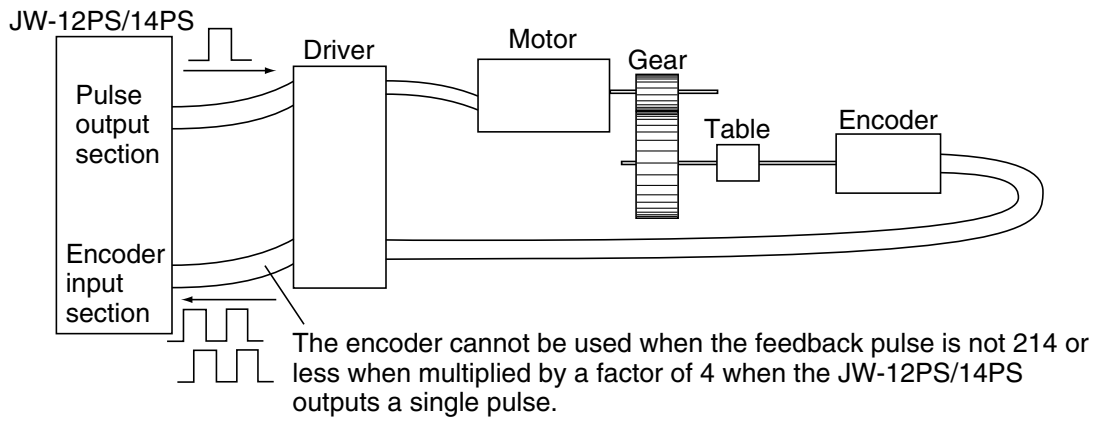 JW-12PS/14PS
Driver
Motor
Gear
Pulse
output
section
Table
Encoder
Encoder
input
section
The encoder cannot be used when the feedback pulse is not 214 or
less when multiplied by a factor of 4 when the JW-12PS/14PS
outputs a single pulse.